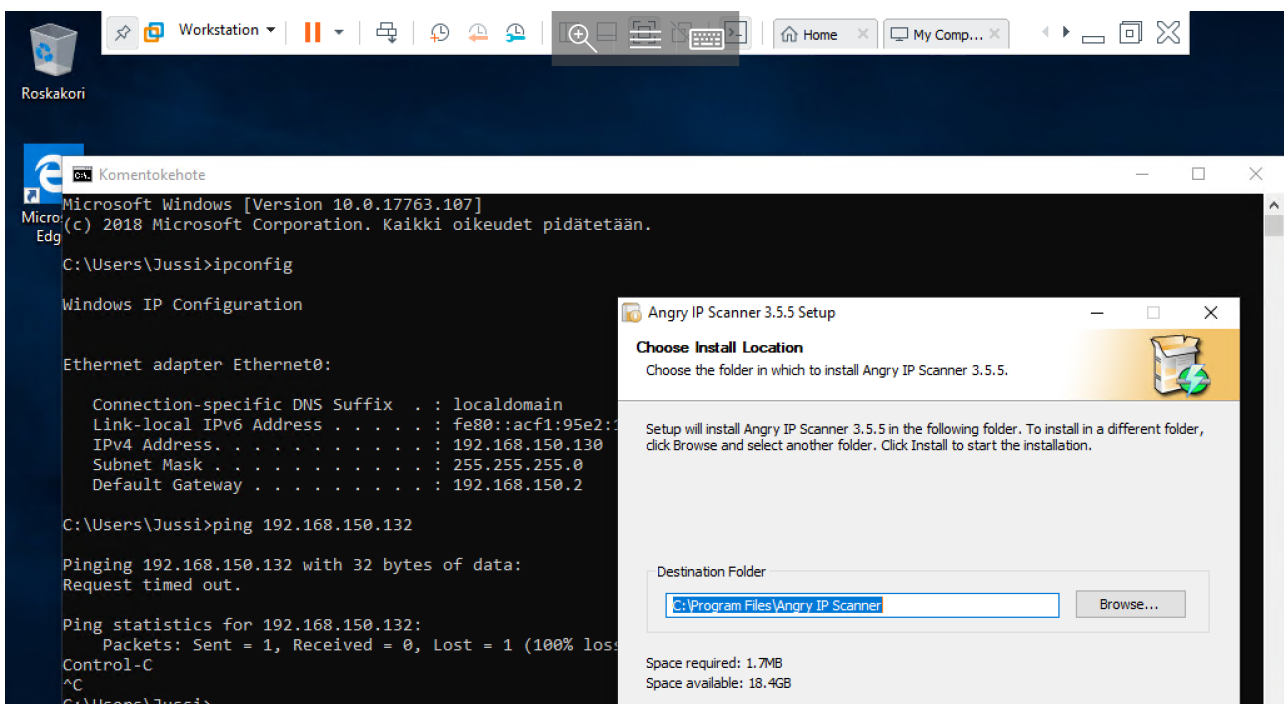 Workstation
Home
My Comp...
Roskakori
Komentokehote
Micro
Edg
Microsoft Windows [Version 10.0.17763.107]
(c) 2018 Microsoft Corporation. Kaikki oikeudet pidätetään.
C:\Users\Jussi>ipconfig
Windows IP Configuration
Ethernet adapter Ethernet0:
Connection-specific DNS Suffix . : localdomain
Link-local IPv6 Address . . . . . : fe80::acf1:95e2:1
IPv4 Address. . . . . . . . . . . : 192.168.150.130
Subnet Mask . . . . . . . . . . . : 255.255.255.0
Default Gateway . . . . . . . . . : 192.168.150.2
C:\Users\Jussi>ping 192.168.150.132
Pinging 192.168.150.132 with 32 bytes of data:
Request timed out.
Ping statistics for 192.168.150.132:
Packets: Sent = 1, Received = 0, Lost = 1 (100% los
Control-C
^C
C:\Users\Jussi>
Angry IP Scanner 3.5.5 Setup
Choose Install Location
Choose the folder in which to install Angry IP Scanner 3.5.5.
Setup will install Angry IP Scanner 3.5.5 in the following folder. To install in a different folder,
click Browse and select another folder. Click Install to start the installation.
Destination Folder
C:\Program Files\Angry IP Scanner
Browse...
Space required: 1.7MB
Space available: 18.4GB